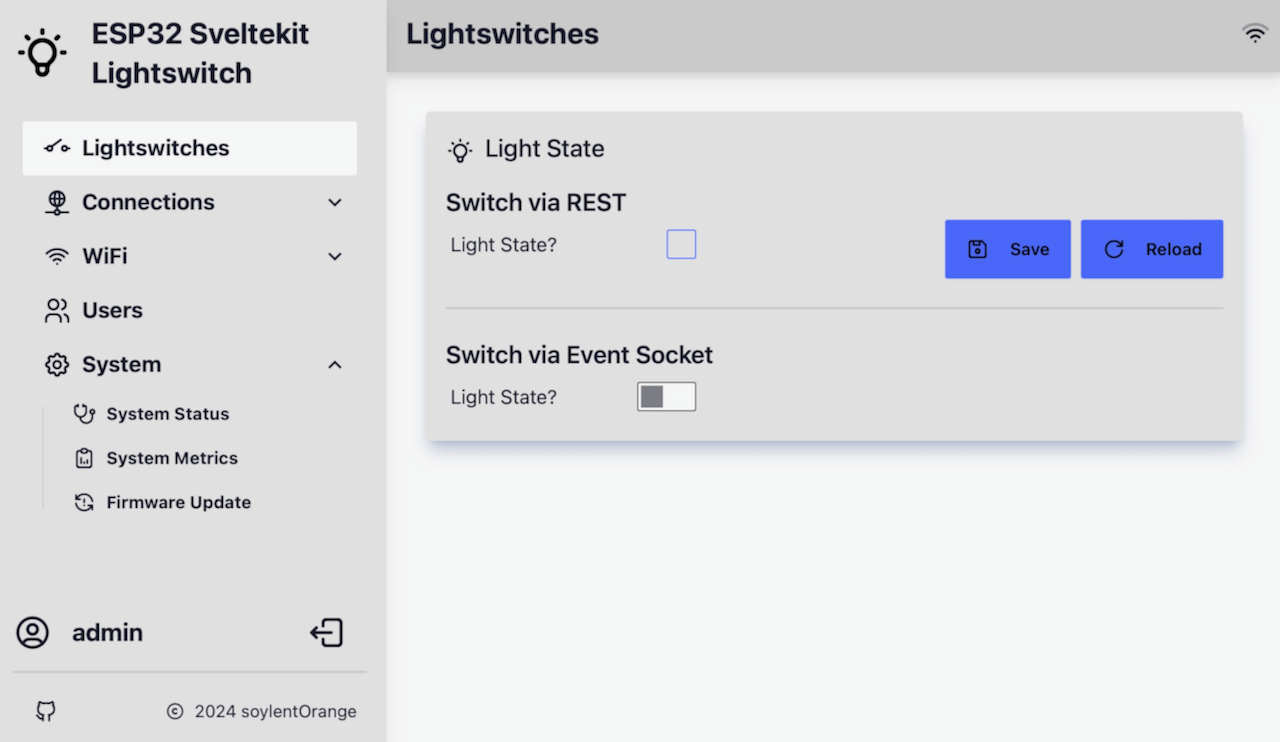 ESP32 Sveltekit
Lightswitch
Lightswitches
Connections
WiFi
Users
System
System Status
System Metrics
Firmware Update
admin
© 2024 soylentOrange
Lightswitches
Light State
Switch via REST
Light State?
Save
Reload
Switch via Event Socket
Light State?